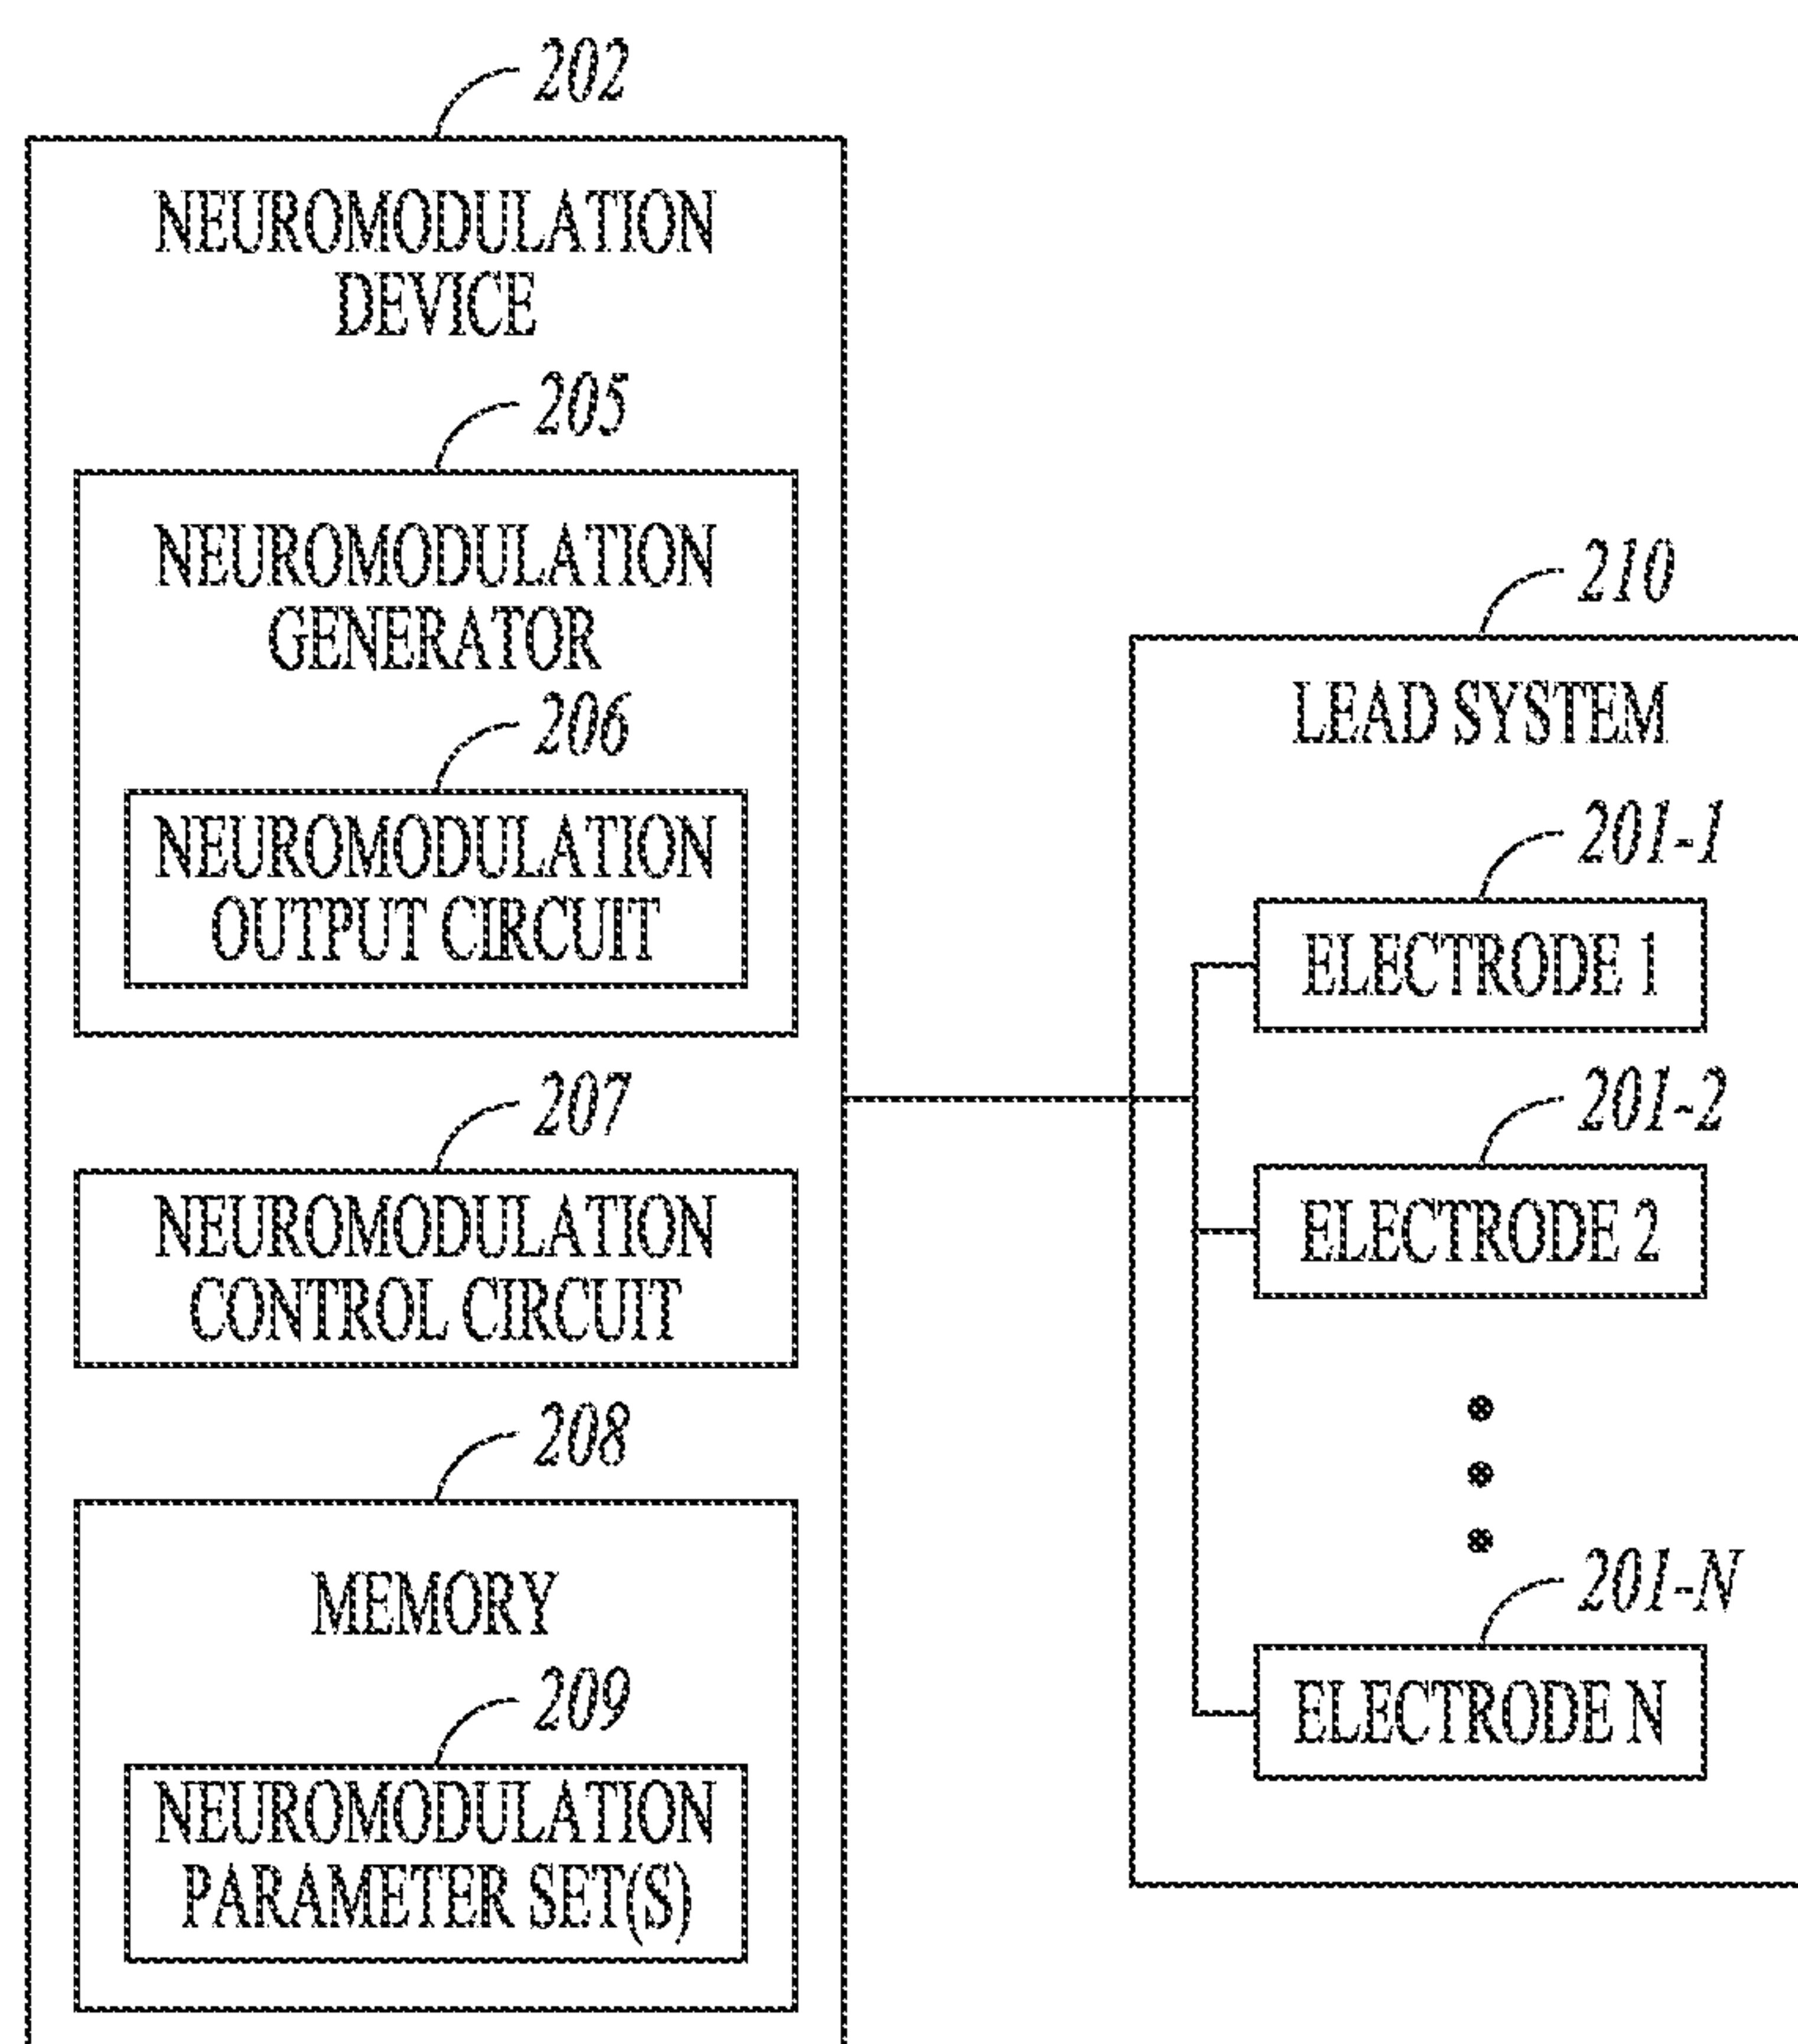 202
NEUROMODULATION
DEVICE
205
NEUROMODULATION
GENERATOR
206
NEUROMODULATION
OUTPUT CIRCUIT
207
NEUROMODULATION
CONTROL CIRCUIT
208
MEMORY
209
NEUROMODULATION
PARAMETER SET(S)
210
LEAD SYSTEM
201-1
ELECTRODE 1
201-2
ELECTRODE 2
201-N
ELECTRODE N